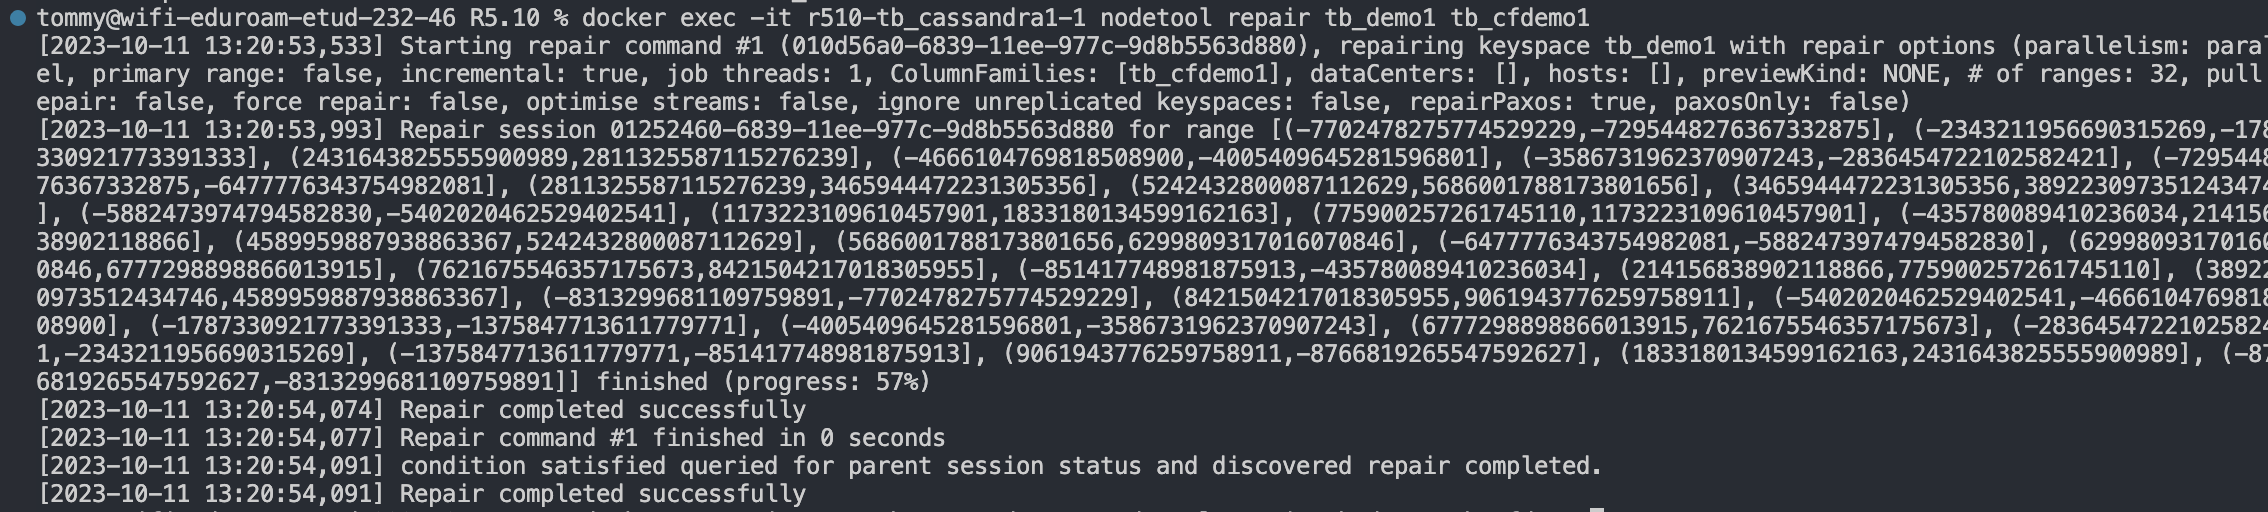 tommy@wifi-eduroam-etud-232-46 R5.10 % docker exec -it r510-tb_cassandra1-1 nodetool repair tb_demo1 tb_cfdemo1
[2023-10-11 13:20:53,533] Starting repair command #1 (010d56a0-6839-11ee-977c-9d8b5563d880), repairing keyspace tb_demo1 with repair options (parallelism: para
el, primary range: false, incremental: true, job threads: 1, ColumnFamilies: [tb_cfdemo1], dataCenters: [], hosts: [], previewKind: NONE, # of ranges: 32, pull
epair: false, force repair: false, optimise streams: false, ignore unreplicated keyspaces: false, repairPaxos: true, paxosOnly: false)
[2023-10-11 13:20:53,993] Repair session 01252460-6839-11ee-977c-9d8b5563d880 for range [(-7702478275774529229,-7295448276367332875], (-2343211956690315269,-178
330921773391333], (2431643825555900989,2811325587115276239], (-4666104769818508900,-4005409645281596801], (-3586731962370907243,-2836454722102582421], (-729544
76367332875,-6477776343754982081], (2811325587115276239,3465944472231305356], (5242432800087112629,5686001788173801656], (3465944472231305356,389223097351243474
], (-5882473974794582830,-5402020462529402541], (1173223109610457901,1833180134599162163], (775900257261745110,1173223109610457901], (-435780089410236034,21415
38902118866], (4589959887938863367,5242432800087112629], (5686001788173801656,6299809317016070846], (-6477776343754982081,-5882473974794582830], (6299809317016
0846,6777298898866013915], (7621675546357175673,8421504217018305955], (-851417748981875913,-435780089410236034], (214156838902118866,775900257261745110], (3892
0973512434746,4589959887938863367], (-8313299681109759891,-7702478275774529229], (8421504217018305955,9061943776259758911], (-5402020462529402541,-466610476981
08900], (-1787330921773391333,-1375847713611779771], (-4005409645281596801,-3586731962370907243], (6777298898866013915,7621675546357175673], (-2836454722102582
1,-2343211956690315269], (-1375847713611779771,-851417748981875913], (9061943776259758911,-8766819265547592627], (1833180134599162163,2431643825555900989], (-87
6819265547592627,-8313299681109759891]] finished (progress: 57%)
[2023-10-11 13:20:54,074] Repair completed successfully
[2023-10-11 13:20:54,077] Repair command #1 finished in 0 seconds
[2023-10-11 13:20:54,091] condition satisfied queried for parent session status and discovered repair completed.
[2023-10-11 13:20:54,091] Repair completed successfully